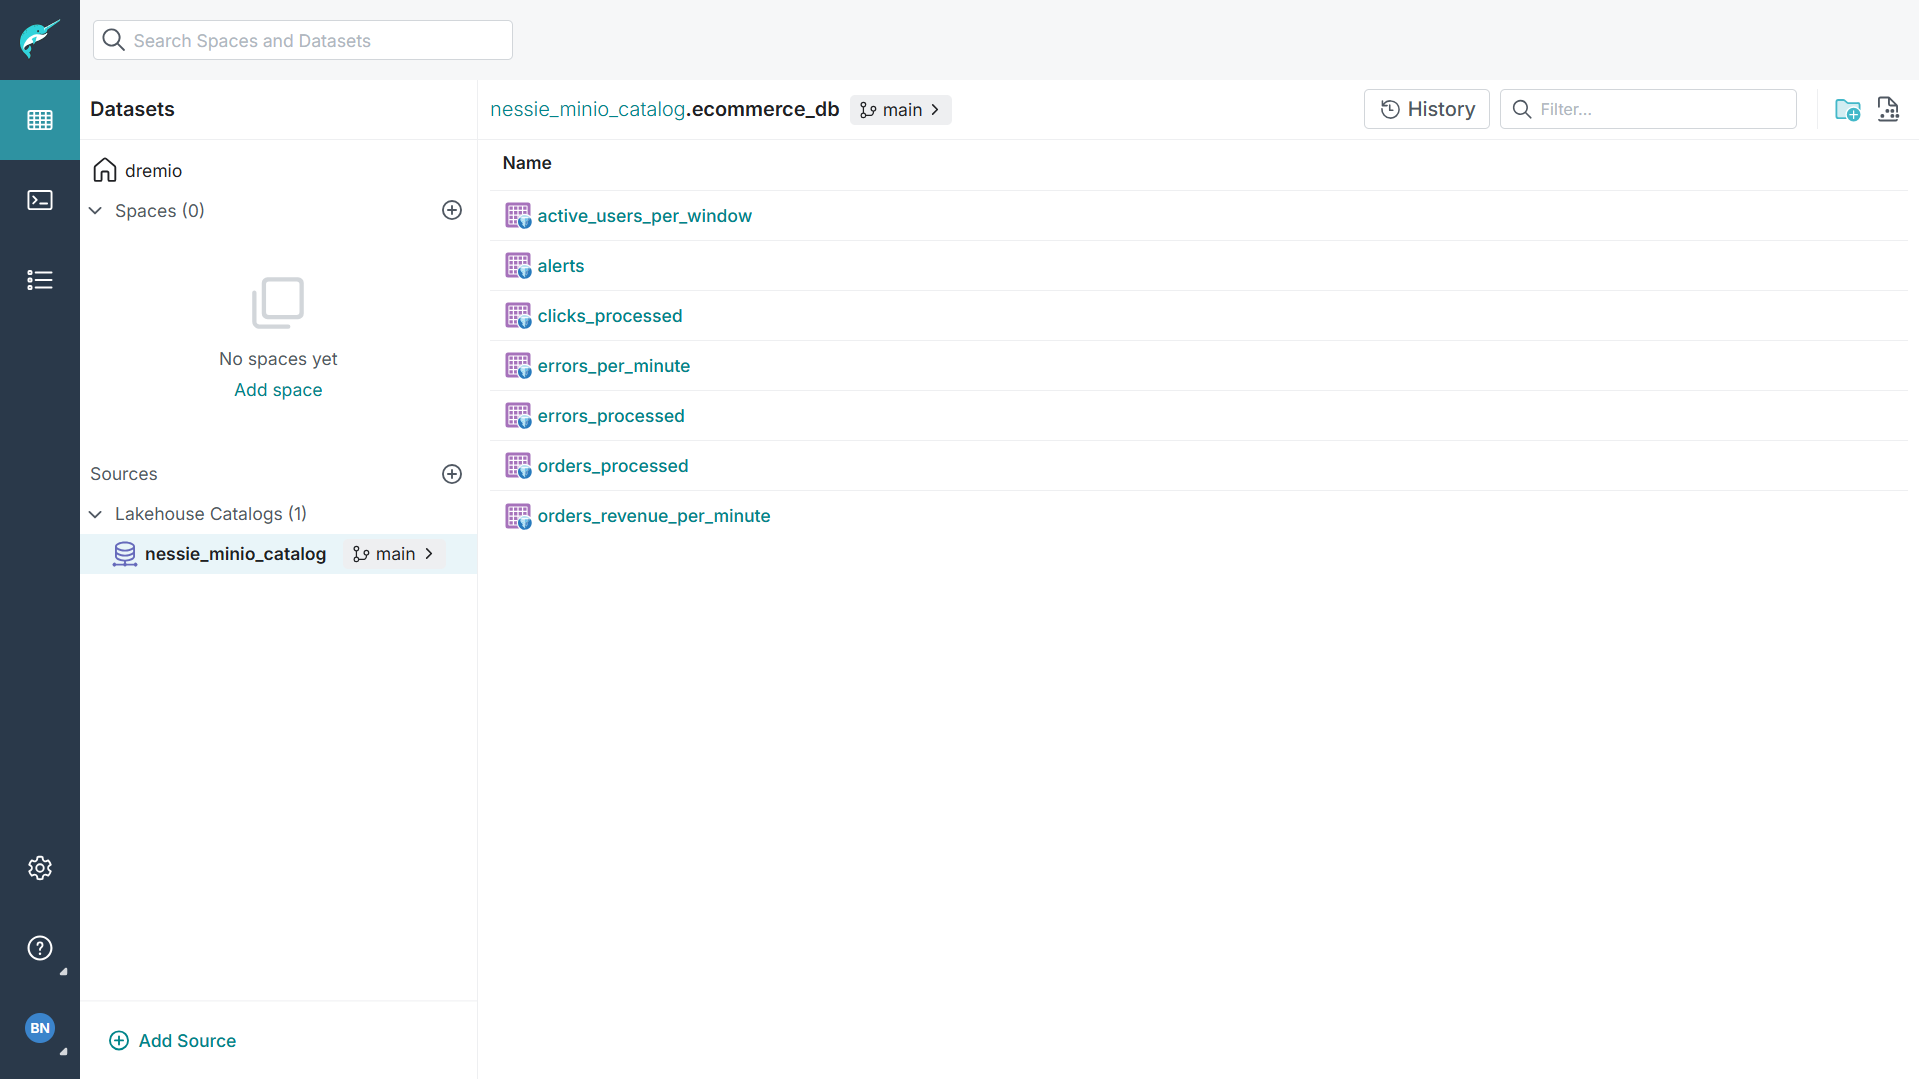 Search Spaces and Datasets
Datasets
dremio
Spaces (0)
No spaces yet
Add space
Sources
Lakehouse Catalogs (1)
nessie_minio_catalog main
Add Source
BN
nessie_minio_catalog.ecommerce_db main
History
Filter...
Name
active_users_per_window
alerts
clicks_processed
errors_per_minute
errors_processed
orders_processed
orders_revenue_per_minute